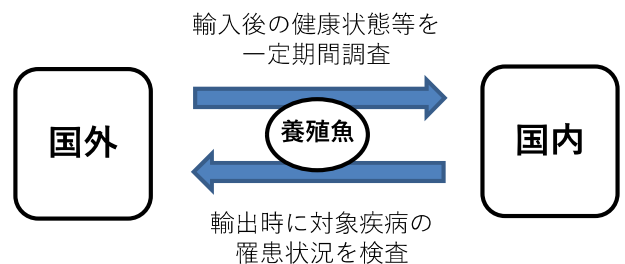 輸入後の健康状態等を
一定期間調査
国外
養殖魚
国内
輸出時に対象疾病の
罹患状況を検査